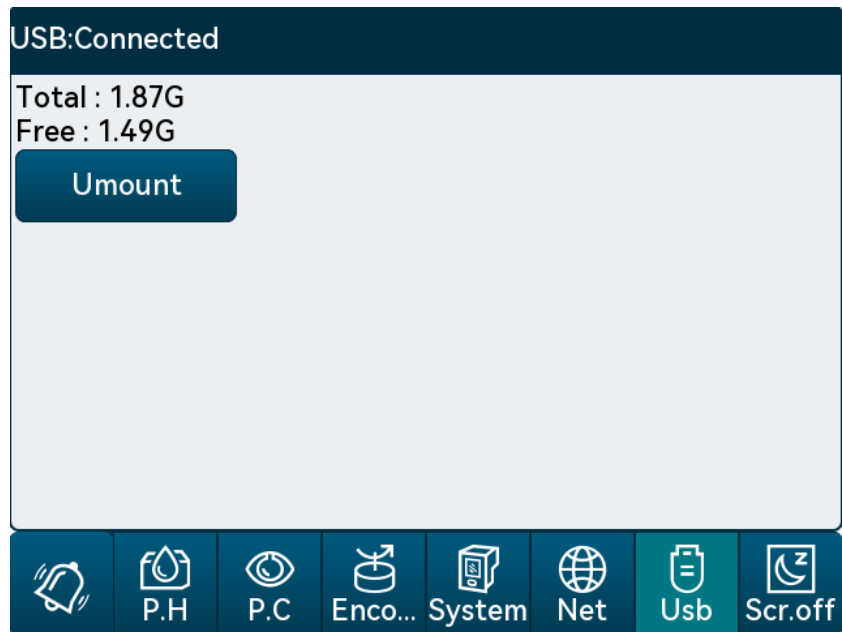 USB:Connected
Total : 1.87G
Free : 1.49G
Umount
P.H
P.C
Enco...
System
Net
Usb
Scr.off